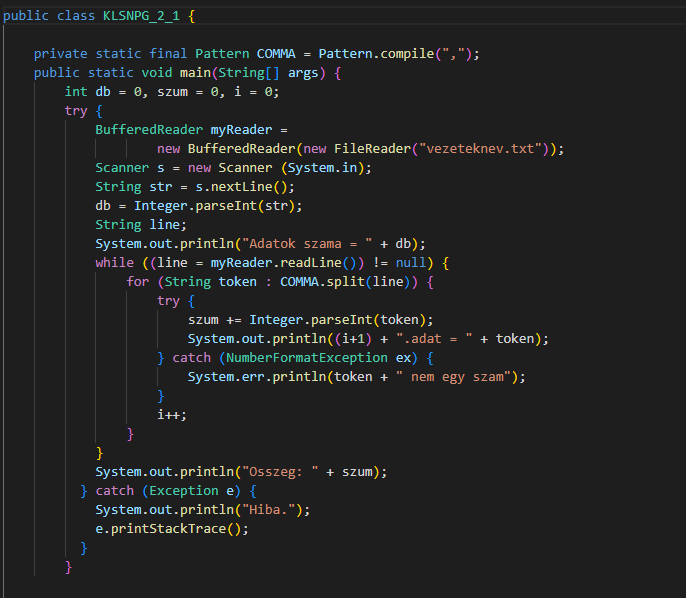 public class KLSNPG_2_1 {
private static final Pattern COMMA = Pattern.compile(",");
public static void main(String[] args) {
int db = 0, szum = 0, i = 0;
try {
BufferedReader myReader =
new BufferedReader(new FileReader("vezeteknev.txt"));
Scanner s = new Scanner (System.in);
String str = s.nextLine();
db = Integer.parseInt(str);
String line;
System.out.println("Adatok szama = " + db);
while ((line = myReader.readLine()) != null) {
for (String token : COMMA.split(line)) {
try {
szum += Integer.parseInt(token);
System.out.println((i+1) + ".adat = " + token);
} catch (NumberFormatException ex) {
System.err.println(token + " nem egy szam");
}
i++;
}
}
System.out.println("Osszeg: " + szum);
} catch (Exception e) {
System.out.println("Hiba.");
e.printStackTrace();
}
}